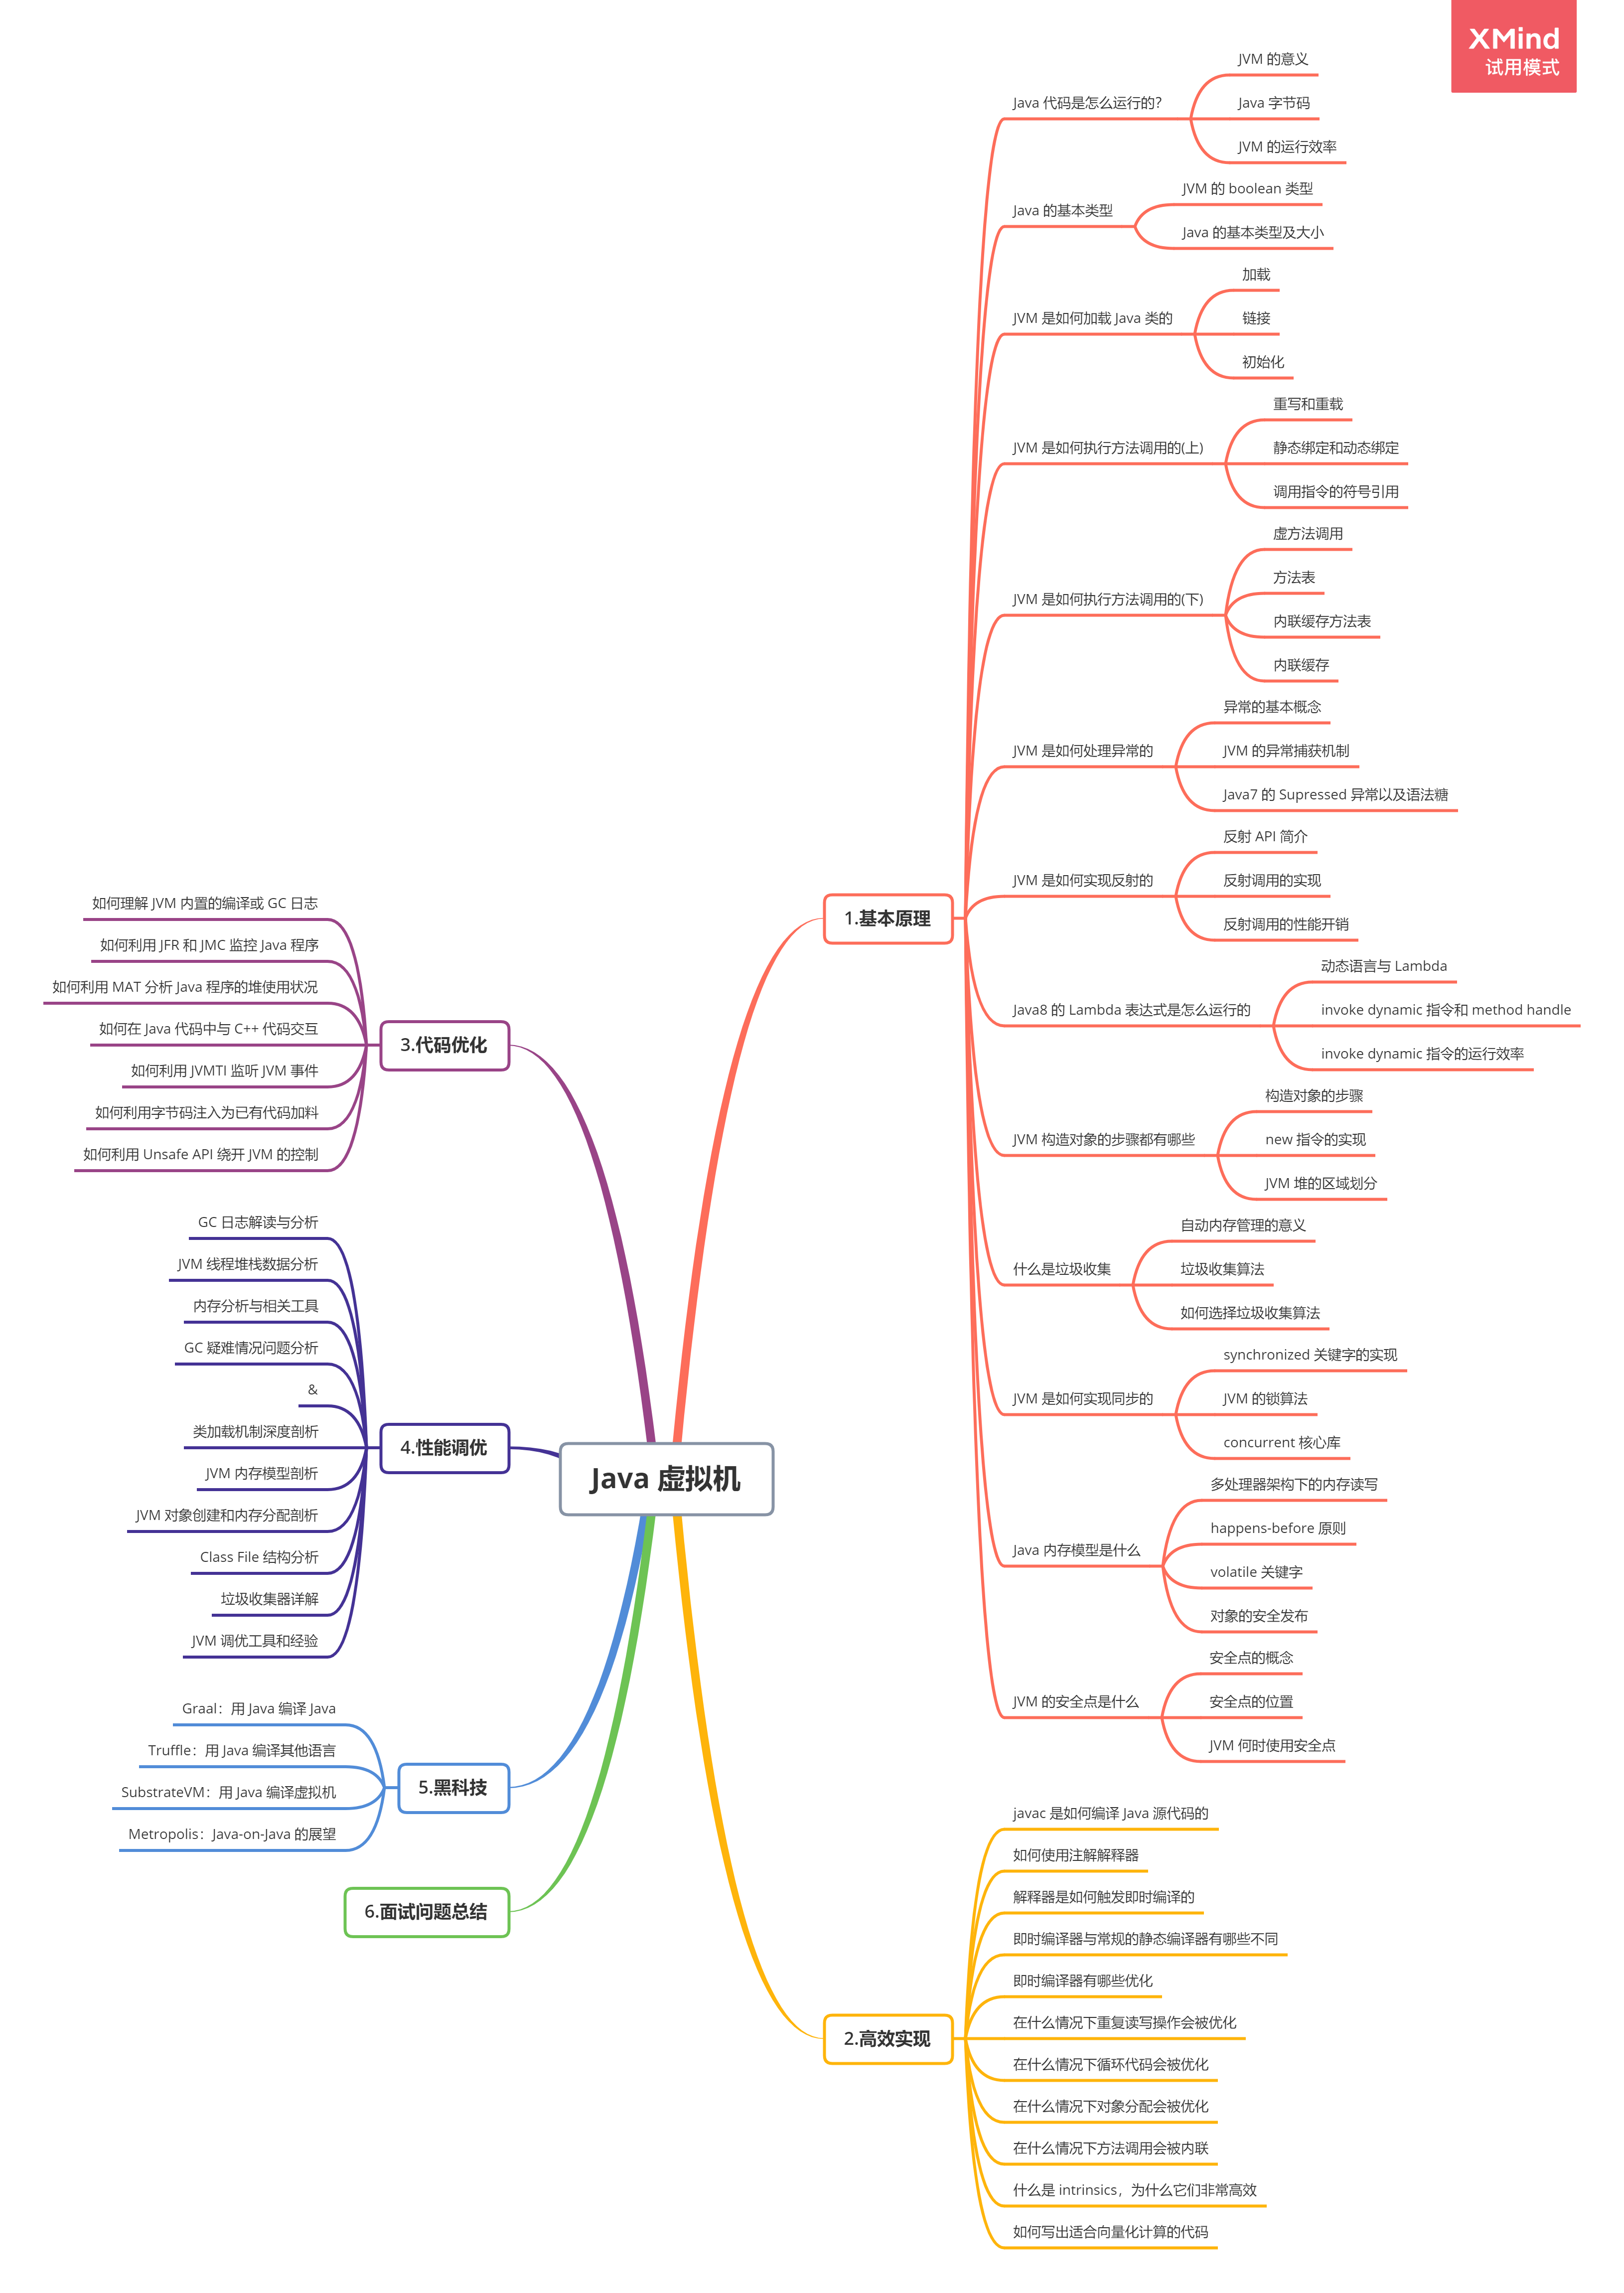 XMind
试用模式
Java 虚拟机
1.基本原理
Java 代码是怎么运行的?
JVM 的意义
Java 字节码
JVM 的运行效率
Java 的基本类型
JVM 的 boolean 类型
Java 的基本类型及大小
JVM 是如何加载 Java 类的
加载
链接
初始化
JVM 是如何执行方法调用的(上)
重写和重载
静态绑定和动态绑定
调用指令的符号引用
JVM 是如何执行方法调用的(下)
虚方法调用
方法表
内联缓存方法表
内联缓存
JVM 是如何处理异常的
异常的基本概念
JVM 的异常捕获机制
Java7 的 Supressed 异常以及语法糖
JVM 是如何实现反射的
反射 API 简介
反射调用的实现
反射调用的性能开销
Java8 的 Lambda 表达式是怎么运行的
动态语言与 Lambda
invoke dynamic 指令和 method handle
invoke dynamic 指令的运行效率
JVM 构造对象的步骤都有哪些
构造对象的步骤
new 指令的实现
JVM 堆的区域划分
什么是垃圾收集
自动内存管理的意义
垃圾收集算法
如何选择垃圾收集算法
JVM 是如何实现同步的
synchronized 关键字的实现
JVM 的锁算法
concurrent 核心库
Java 内存模型是什么
多处理器架构下的内存读写
happens-before 原则
volatile 关键字
对象的安全发布
JVM 的安全点是什么
安全点的概念
安全点的位置
JVM 何时使用安全点
2.高效实现
javac 是如何编译 Java 源代码的
如何使用注解解释器
解释器是如何触发即时编译的
即时编译器与常规的静态编译器有哪些不同
即时编译器有哪些优化
在什么情况下重复读写操作会被优化
在什么情况下循环代码会被优化
在什么情况下对象分配会被优化
在什么情况下方法调用会被内联
什么是 intrinsics，为什么它们非常高效
如何写出适合向量化计算的代码
3.代码优化
如何理解 JVM 内置的编译或 GC 日志
如何利用 JFR 和 JMC 监控 Java 程序
如何利用 MAT 分析 Java 程序的堆使用状况
如何在 Java 代码中与 C++ 代码交互
如何利用 JVMTI 监听 JVM 事件
如何利用字节码注入为已有代码加料
如何利用 Unsafe API 绕开 JVM 的控制
4.性能调优
GC 日志解读与分析
JVM 线程堆栈数据分析
内存分析与相关工具
GC 疑难情况问题分析
&
类加载机制深度剖析
JVM 内存模型剖析
JVM 对象创建和内存分配剖析
Class File 结构分析
垃圾收集器详解
JVM 调优工具和经验
5.黑科技
Graal：用 Java 编译 Java
Truffle：用 Java 编译其他语言
SubstrateVM：用 Java 编译虚拟机
Metropolis：Java-on-Java 的展望
6.面试问题总结